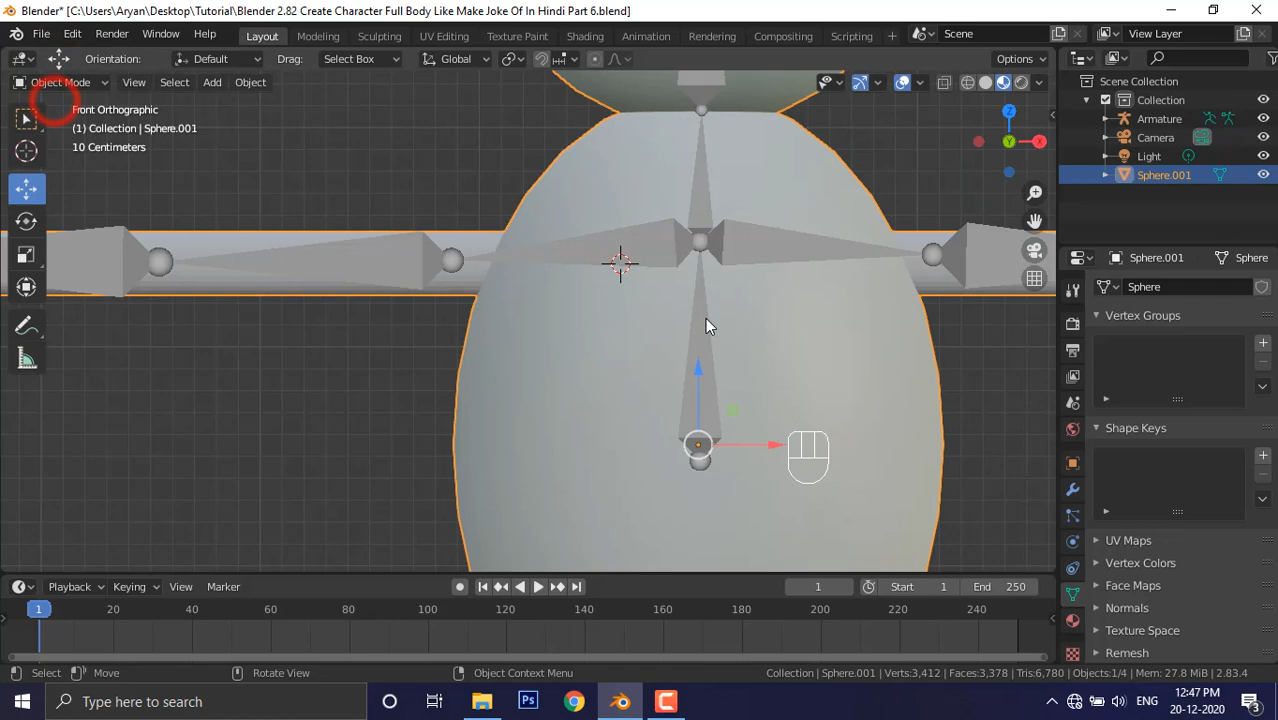 Blender* [C:\Users\Aryan\Desktop\Tutorial\Blender 2.82 Create Character Full Body Like Make Joke Of In Hindi Part 6.blend]
File Edit Render Window Help Layout Modeling Sculpting UV Editing Texture Paint Shading Animation Rendering Compositing Scripting Scene View Layer
Orientation: Default Drag: Select Box Global Options
Object Mode View Select Add Object
Front Orthographic
(1) Collection | Sphere.001
10 Centimeters
Z
Y
X
Scene Collection
Collection
Armature
Camera
Light
Sphere.001
Sphere.001 Sphere
Sphere
Vertex Groups
Shape Keys
UV Maps
Vertex Colors
Face Maps
Normals
Texture Space
Remesh
Playback Keying View Marker 1 Start 1 End 250
1 20 40 60 80 100 120 140 160 180 200 220 240
Select Move Rotate View Object Context Menu Collection | Sphere.001 | Verts:3,412 | Faces:3,378 | Tris:6,780 | Objects:1/4 | Mem: 27.8 MiB | 2.83.4
Type here to search
Ps
ENG
12:47 PM
20-12-2020
3